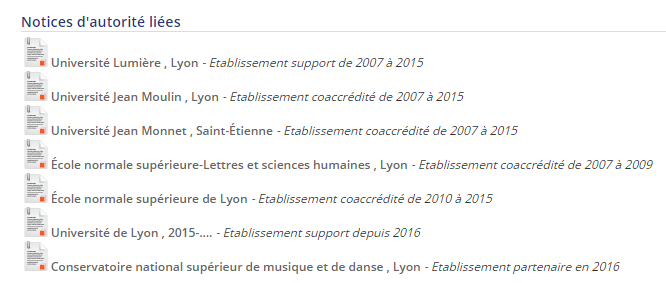 Notices d'autorité liées
Université Lumière , Lyon - Etablissement support de 2007 à 2015
Université Jean Moulin , Lyon - Etablissement coaccrédité de 2007 à 2015
Université Jean Monnet , Saint-Étienne - Etablissement coaccrédité de 2007 à 2015
École normale supérieure-Lettres et sciences humaines , Lyon - Etablissement coaccrédité de 2007 à 2009
École normale supérieure de Lyon - Etablissement coaccrédité de 2010 à 2015
Université de Lyon , 2015-.... - Etablissement support depuis 2016
Conservatoire national supérieur de musique et de danse , Lyon - Etablissement partenaire en 2016